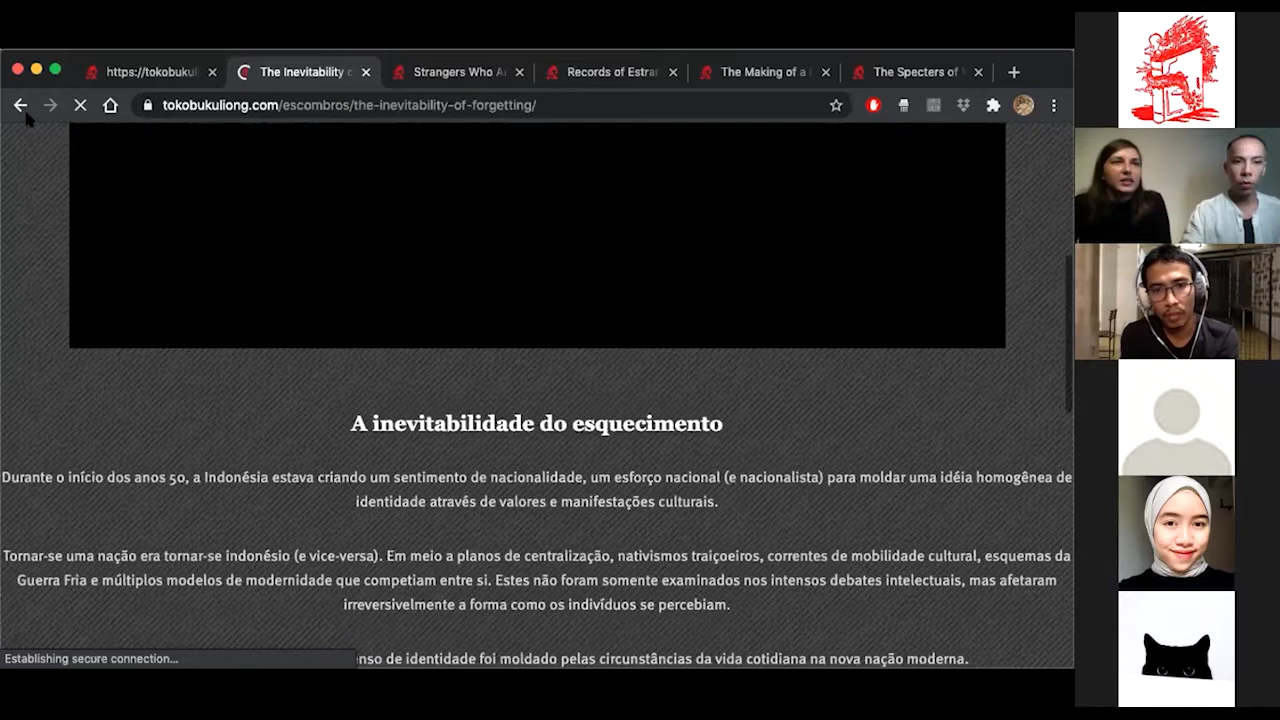 https://tokobukul
The Inevitability o
Strangers Who A
Records of Estran
The Making of a
The Specters of
tokobukuliong.com/escombros/the-inevitability-of-forgetting/
A inevitabilidade do esquecimento
Durante o início dos anos 50, a Indonésia estava criando um sentimento de nacionalidade, um esforço nacional (e nacionalista) para moldar uma idéia homogênea de
identidade através de valores e manifestações culturais.
Tornar-se uma nação era tornar-se indonésio (e vice-versa). Em meio a planos de centralização, nativismos traiçoeiros, correntes de mobilidade cultural, esquemas da
Guerra Fria e múltiplos modelos de modernidade que competiam entre si. Estes não foram somente examinados nos intensos debates intelectuais, mas afetaram
irreversivelmente a forma como os indivíduos se percebiam.
Establishing secure connection...
nso de identidade foi moldado pelas circunstâncias da vida cotidiana na nova nação moderna.